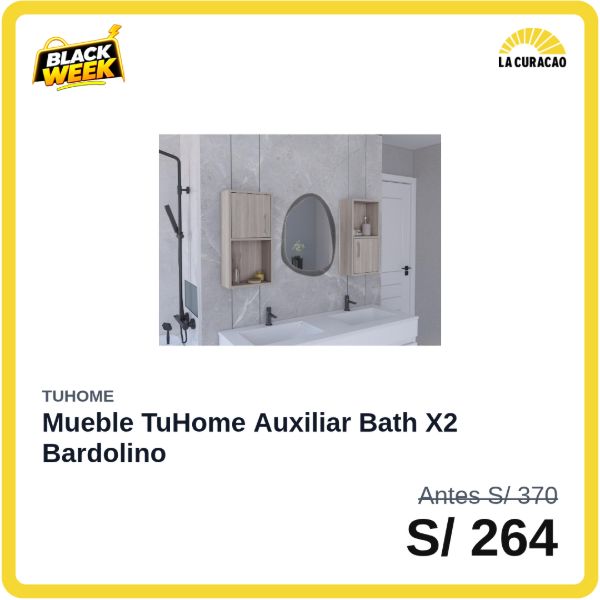 BLACK
WEEK
LA CURACAO
TUHOME
Mueble TuHome Auxiliar Bath X2
Bardolino
Antes S/ 370
S/ 264